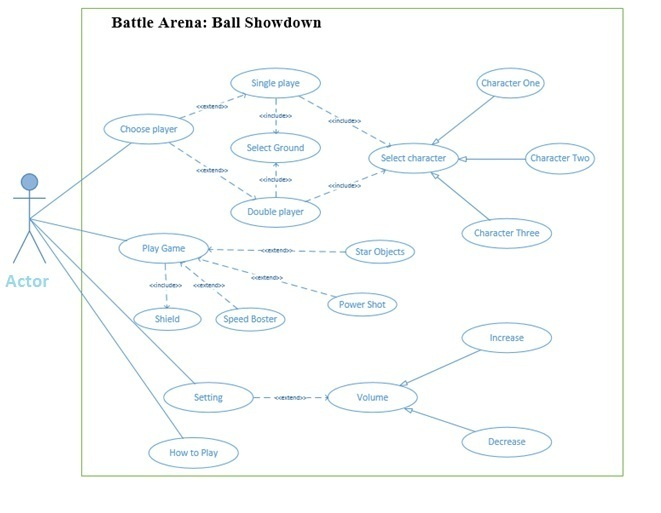 Battle Arena: Ball Showdown
Single playe
Character One
<<extend>>
<<include>>
<<include>>
Choose player
Select Ground
Select character
Character Two
<<extend>>
<<include>>
<<include>>
Double player
Character Three
Play Game
<<extend>>
Star Objects
Actor
<<include>>
<<extend>>
<<extend>>
Power Shot
Shield
Speed Boster
Increase
Setting
<<extend>>
Volume
Decrease
How to Play